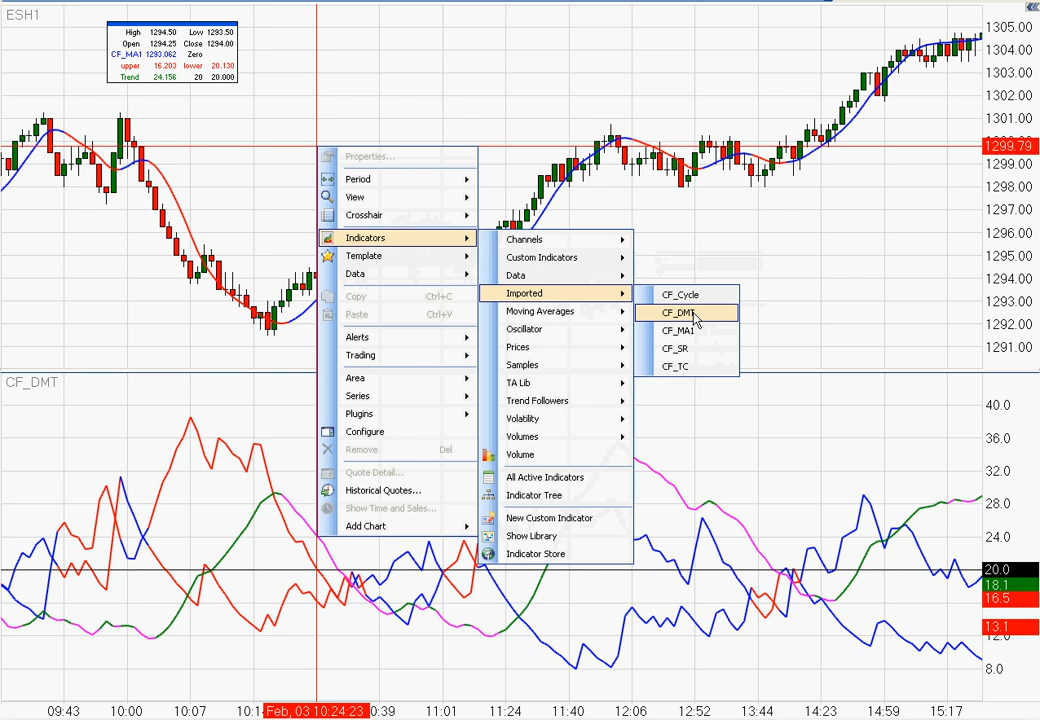 ESH1
High 1294.50 Low 1293.50
Open 1294.25 Close 1294.00
CF_MA1 1293.062 Zero
upper 16.203 lower 20.130
Trend 24.156 20 20.000
1305.00
1304.00
1303.00
1302.00
1301.00
1299.79
1299.00
1298.00
1297.00
1296.00
1295.00
1294.00
1293.00
1292.00
1291.00
Properties...
Period
View
Crosshair
Indicators
Template
Data
Copy Ctrl+C
Paste Ctrl+V
Alerts
Trading
Area
Series
Plugins
Configure
Remove Del
Quote Detail...
Historical Quotes...
Show Time and Sales...
Add Chart
Channels
Custom Indicators
Data
Imported
Moving Averages
Oscillator
Prices
Samples
TA Lib
Trend Followers
Volatility
Volumes
Volume
All Active Indicators
Indicator Tree
New Custom Indicator
Show Library
Indicator Store
CF_Cycle
CF_DMT
CF_MA1
CF_SR
CF_TC
CF_DMT
40.0
36.0
32.0
28.0
24.0
20.0
18.1
16.5
13.1
12.0
8.0
09:43 10:00 10:07 10:1 Feb, 03 10:24:23 0:39 11:01 11:24 11:40 12:06 12:52 13:44 14:23 14:59 15:17